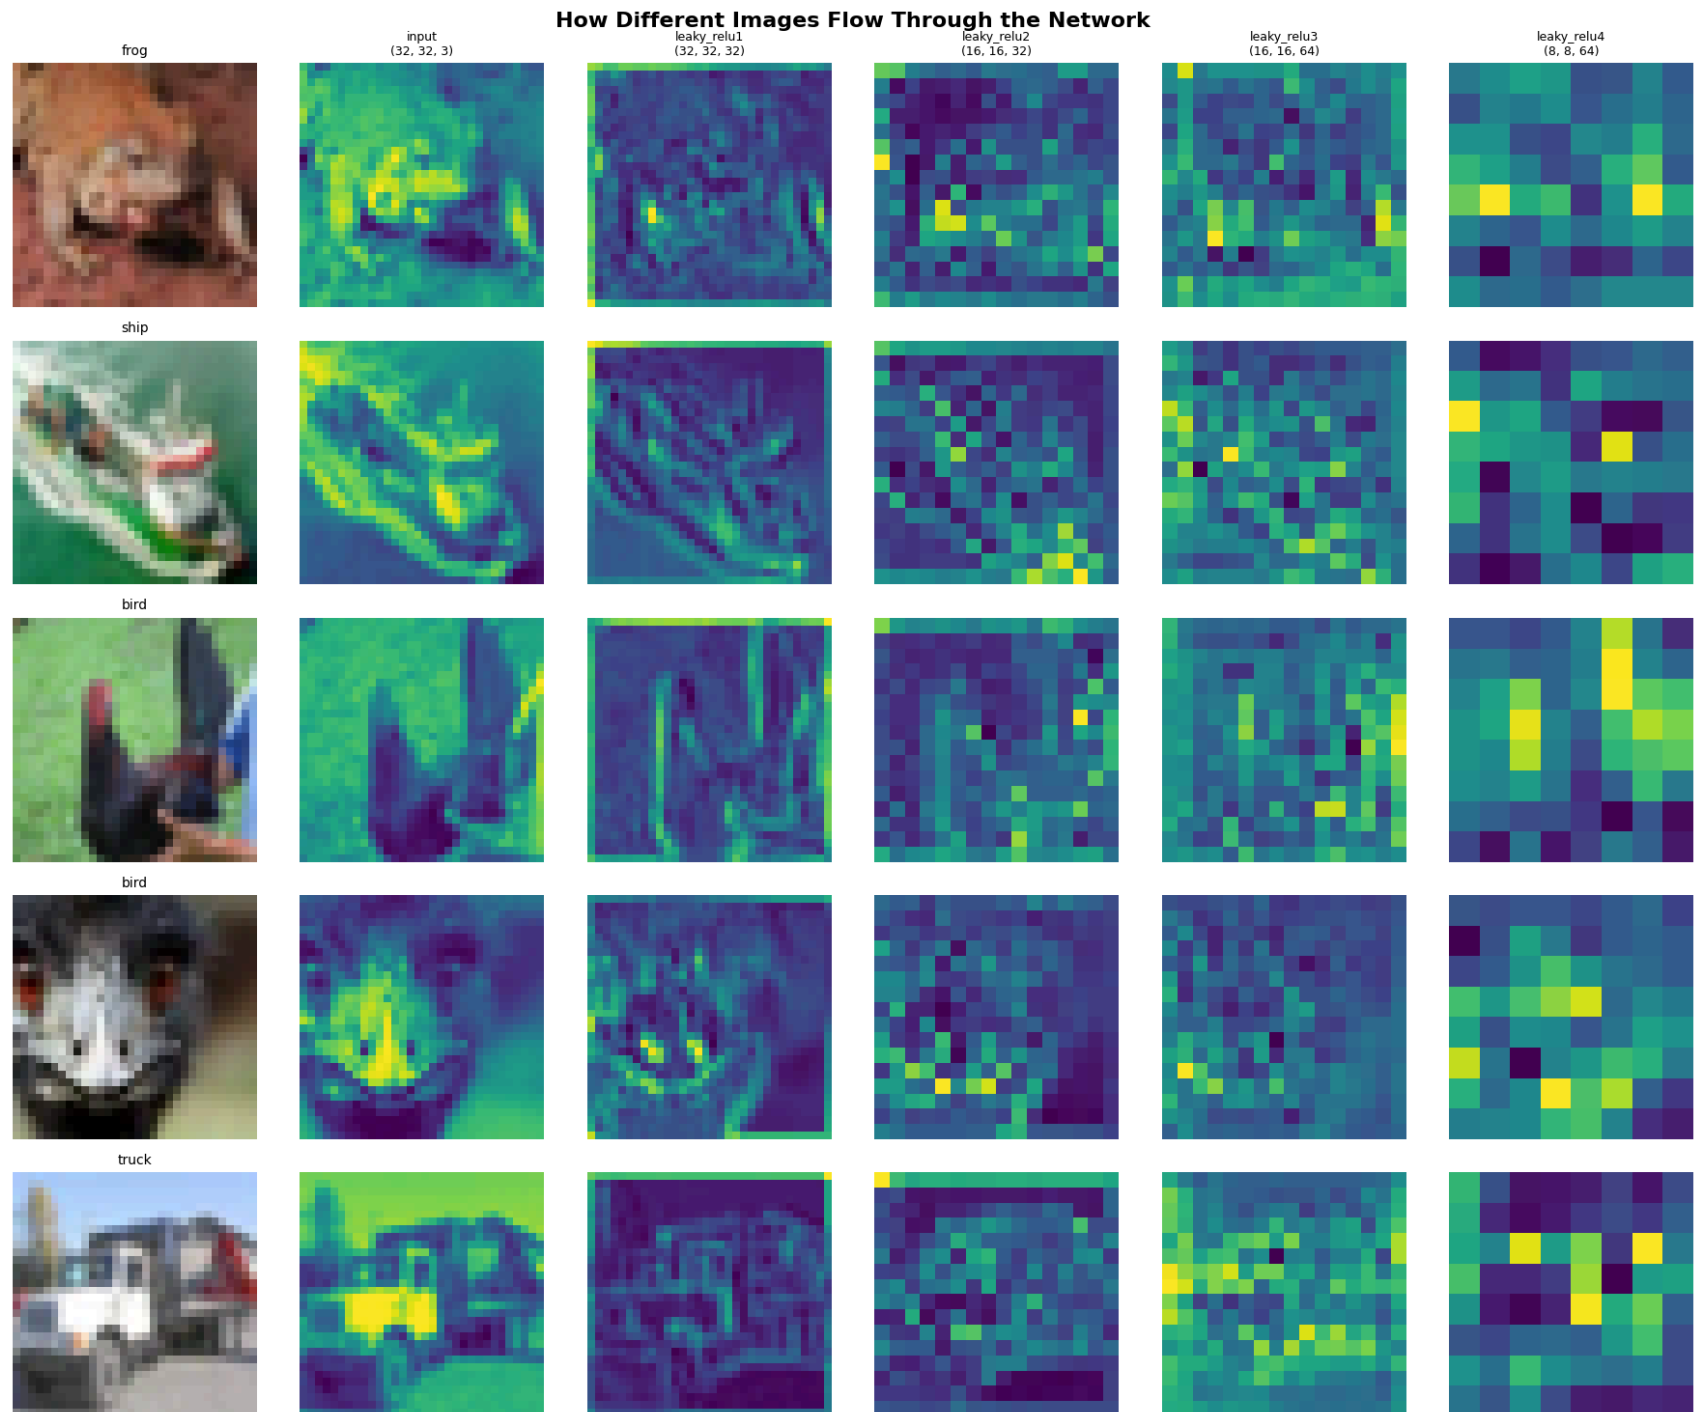 How Different Images Flow Through the Network
frog
input
(32, 32, 3)
leaky_relu1
(32, 32, 32)
leaky_relu2
(16, 16, 32)
leaky_relu3
(16, 16, 64)
leaky_relu4
(8, 8, 64)
ship
bird
bird
truck